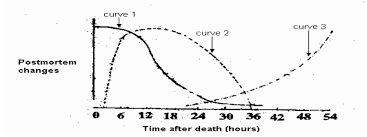 curve 1
curve 2
curve 3
Postmortem
changes
0 6 12 18 24 30 36 42 48 54
Time after death (hours)